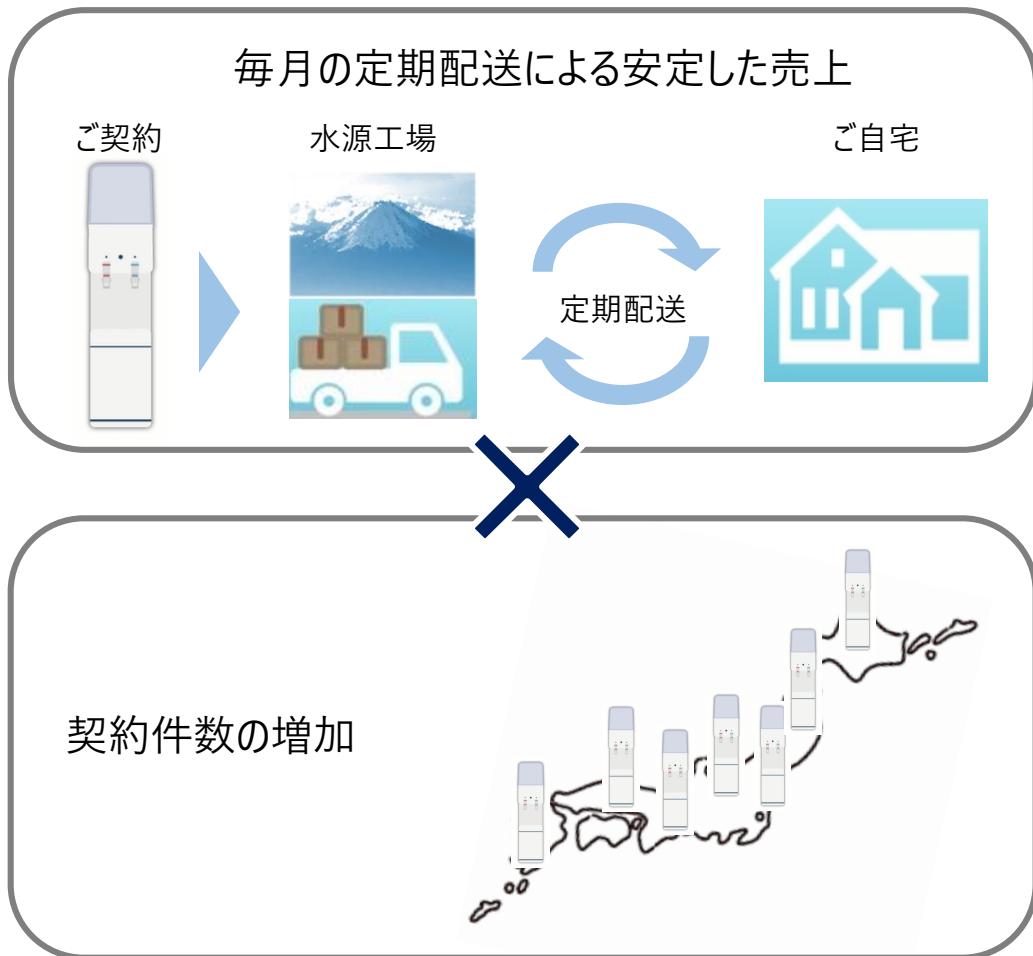 毎月の定期配送による安定した売上
ご契約
水源工場
ご自宅
定期配送
契約件数の増加